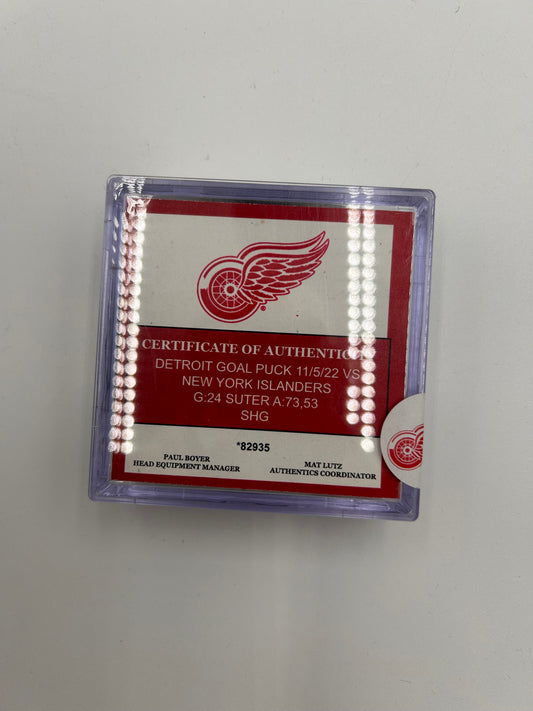 CERTIFICATE OF AUTHENTICITY
DETROIT GOAL PUCK 11/5/22 VS
NEW YORK ISLANDERS
G:24 SUTER A:73,53
SHG
*82935
PAUL BOYER
HEAD EQUIPMENT MANAGER
MAT LUTZ
AUTHENTICS COORDINATOR